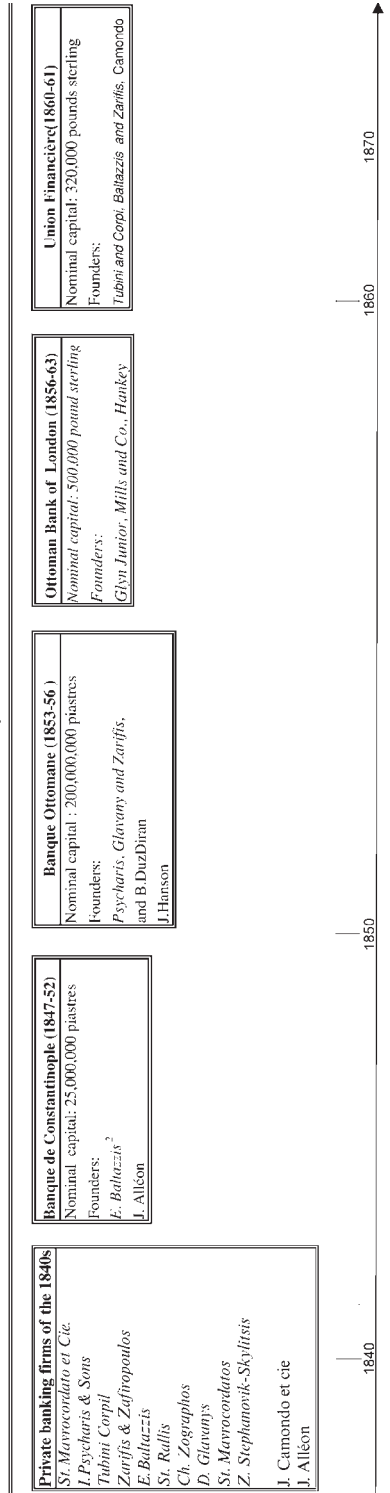 Private banking firms of the 1840s
St. Mavrocordato et Cie.
I. Psycharis & Sons
Tubini Corpil
Zarifis & Zafiropoulos
E.Baltazzis
St. Rallis
Ch. Zographos
D. Glavanys
St. Mavrocordatos
Z. Stephanovik-Skylitsis
J. Camondo et cie
J. Alléon
Banque de Constantinople (1847-52)
Nominal capital: 25,000,000 piastres
Founders:
E. Baltazzis 2
J. Alléon
Banque Ottomane (1853-56 )
Nominal capital : 200,000,000 piastres
Founders:
Psycharis, Glavany and Zarifis,
and B.DuzDiran
J.Hanson
Ottoman Bank of London (1856-63)
Nominal capital: 500.000 pound sterling
Founders:
Glyn Junior, Mills and Co., Hankey
Union Financière(1860-61)
Nominal capital: 320,000 pounds sterling
Founders:
Tubini and Corpi, Baltazzis and Zarifis, Camondo
1840
1850
1860
1870